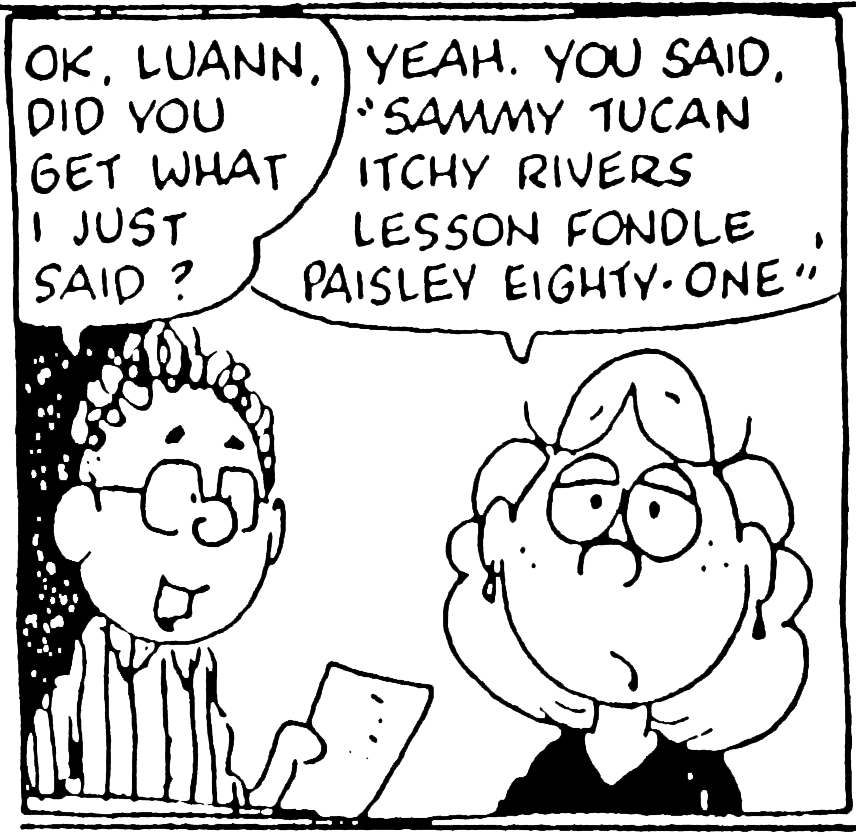 OK, LUANN,
DID YOU
GET WHAT
I JUST
SAID?
YEAH. YOU SAID,
"SAMMY TUCAN
ITCHY RIVERS
LESSON FONDLE
PAISLEY EIGHTY-ONE"